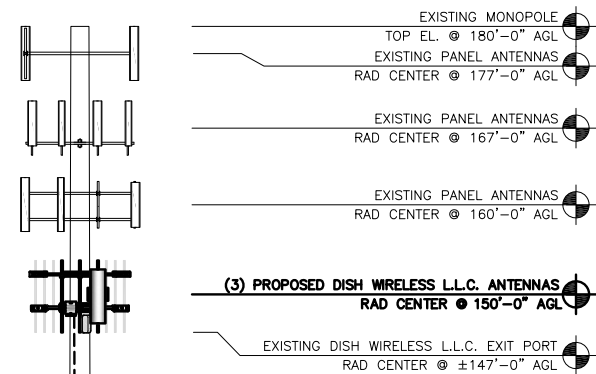 EXISTING MONOPOLE
TOP EL. @ 180'-0" AGL
EXISTING PANEL ANTENNAS
RAD CENTER @ 177'-0" AGL
EXISTING PANEL ANTENNAS
RAD CENTER @ 167'-0" AGL
EXISTING PANEL ANTENNAS
RAD CENTER @ 160'-0" AGL
(3) PROPOSED DISH WIRELESS L.L.C. ANTENNAS
RAD CENTER @ 150'-0" AGL
EXISTING DISH WIRELESS L.L.C. EXIT PORT
RAD CENTER @ ±147'-0" AGL